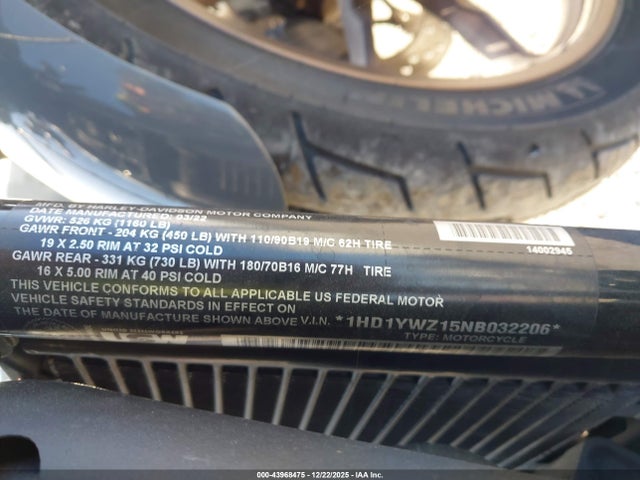 MICHELIN
MFD. BY HARLEY-DAVIDSON MOTOR COMPANY
DATE MANUFACTURED: 03/22
GVWR: 526 KG (1160 LB)
GAWR FRONT - 204 KG (450 LB) WITH 110/90B19 M/C 62H TIRE
19 X 2.50 RIM AT 32 PSI COLD
GAWR REAR - 331 KG (730 LB) WITH 180/70B16 M/C 77H TIRE
16 X 5.00 RIM AT 40 PSI COLD
THIS VEHICLE CONFORMS TO ALL APPLICABLE US FEDERAL MOTOR
VEHICLE SAFETY STANDARDS IN EFFECT ON
THE DATE OF MANUFACTURE SHOWN ABOVE V.I.N. *1HD1YWZ15NB032206*
TYPE: MOTORCYCLE
14002945
00-43968475 - 12/22/2025 - IAA Inc.